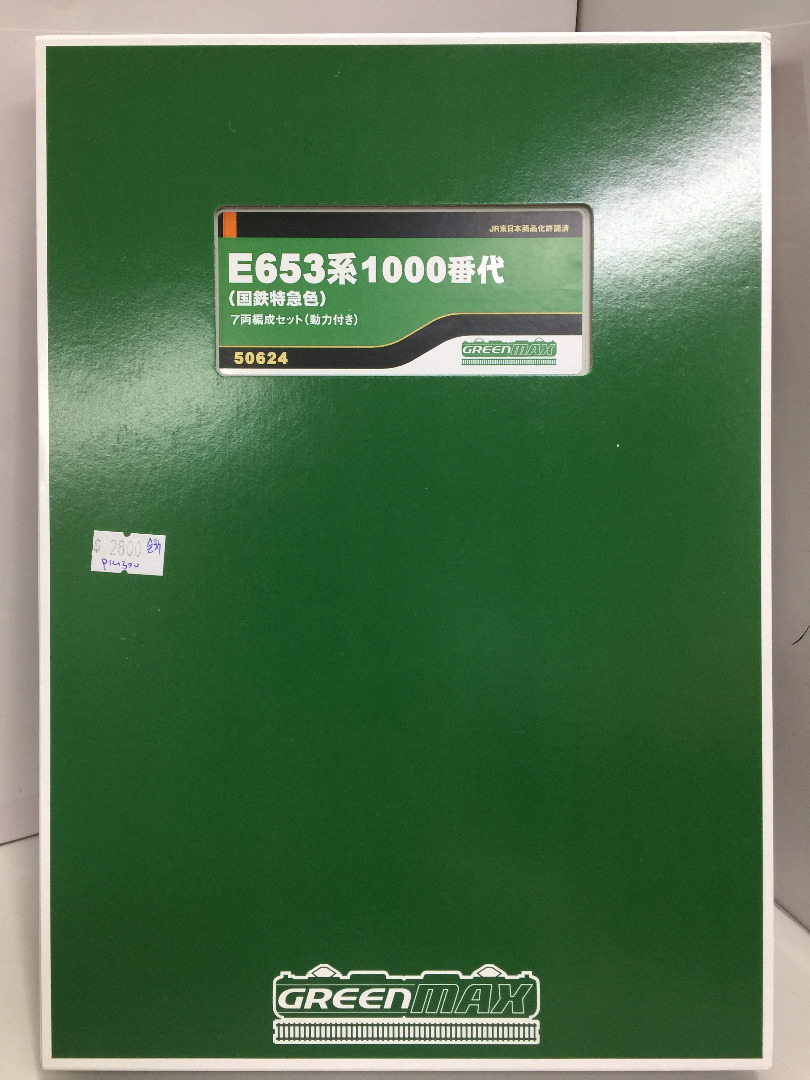 JR東日本商品化許諾済
E653系1000番代
(国鉄特急色)
7両編成セット(動力付き)
50624
GREENMAX
$ 2800
GREENMAX